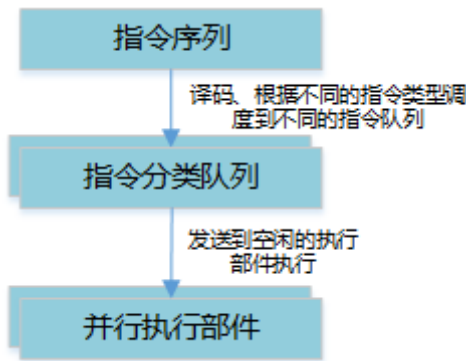 指令序列
译码、根据不同的指令类型调
度到不同的指令队列
指令分类队列
发送到空闲的执行
部件执行
并行执行部件